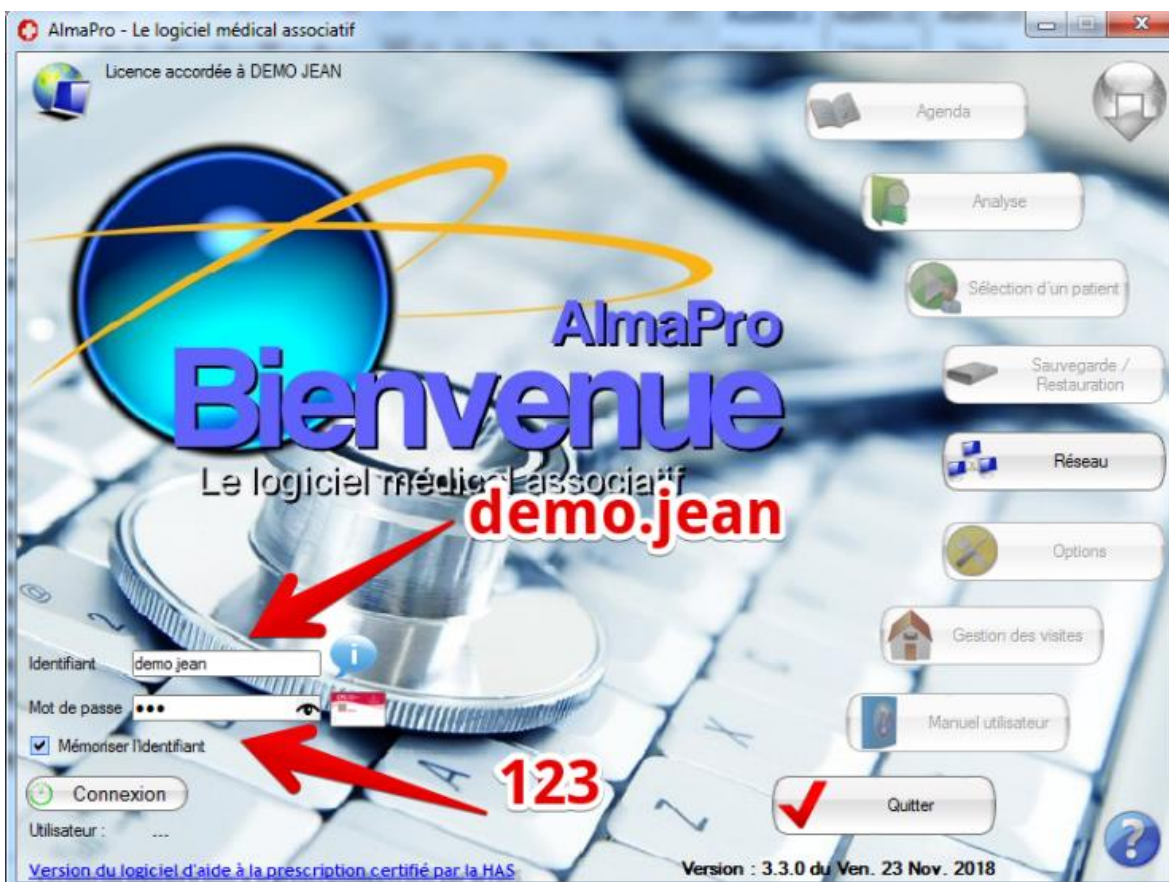 AlmaPro - Le logiciel médical associatif
Licence accordée à DEMO JEAN
Agenda
Analyse
Sélection d'un patient
AlmaPro
Bienvenue
Le logiciel médical associatif
Sauvegarde /
Restauration
Réseau
demo.jean
Options
Gestion des visites
Identifiant demo.jean
Mot de passe •••
Mémoriser l'Identifiant
Manuel utilisateur
123
Connexion
Quitter
Utilisateur : ---
Version du logiciel d'aide à la prescription certifié par la HAS
Version : 3.3.0 du Ven. 23 Nov. 2018